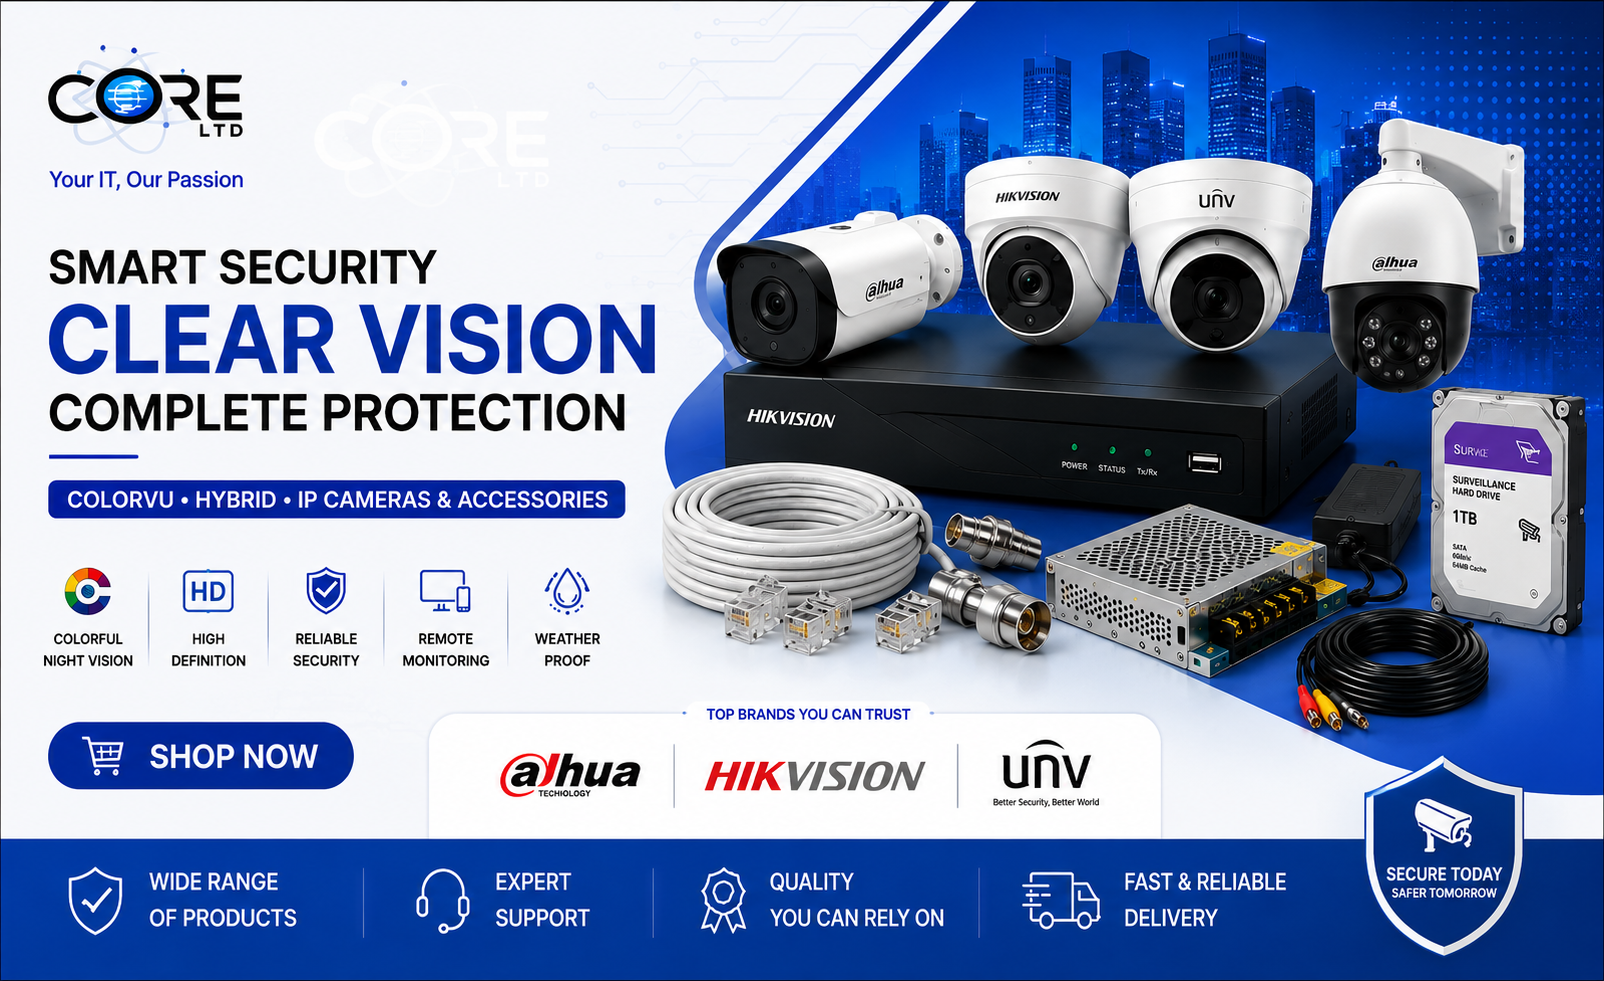 CORE
LTD
Your IT, Our Passion
CORE
LTD
SMART SECURITY
CLEAR VISION
COMPLETE PROTECTION
COLORVU • HYBRID • IP CAMERAS & ACCESSORIES
COLORFUL
NIGHT VISION
HD
HIGH
DEFINITION
RELIABLE
SECURITY
REMOTE
MONITORING
WEATHER
PROOF
SHOP NOW
alhua
HIKVISION
unv
alhua
HIKVISION
POWER STATUS Tx/Rx
SURVEILLANCE
HARD DRIVE
1TB
SATA
64MB Cache
TOP BRANDS YOU CAN TRUST
alhua
TECHIOLOGY
HIKVISION
unv
Better Security, Better World
WIDE RANGE
OF PRODUCTS
EXPERT
SUPPORT
QUALITY
YOU CAN RELY ON
FAST & RELIABLE
DELIVERY
SECURE TODAY
SAFER TOMORROW